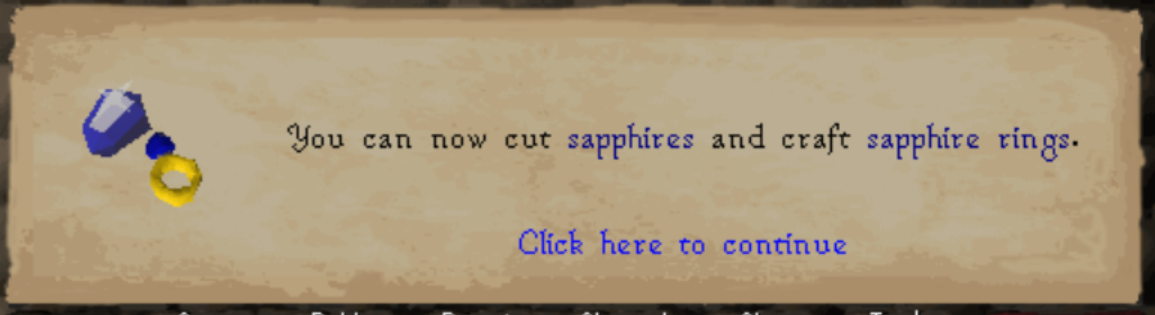 You can now cut sapphires and craft sapphire rings.
Click here to continue